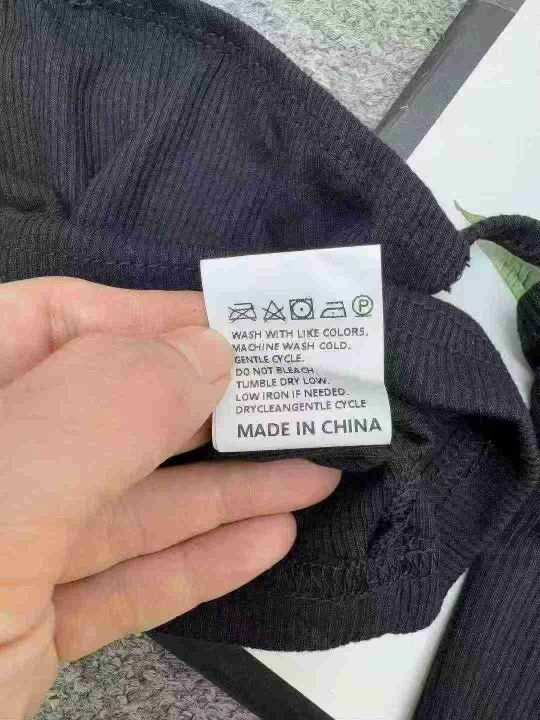 P
WASH WITH LIKE COLORS.
MACHINE WASH COLD.
GENTLE CYCLE.
DO NOT BLEACH.
TUMBLE DRY LOW.
LOW IRON IF NEEDED.
DRYCLEANGENTLE CYCLE
MADE IN CHINA